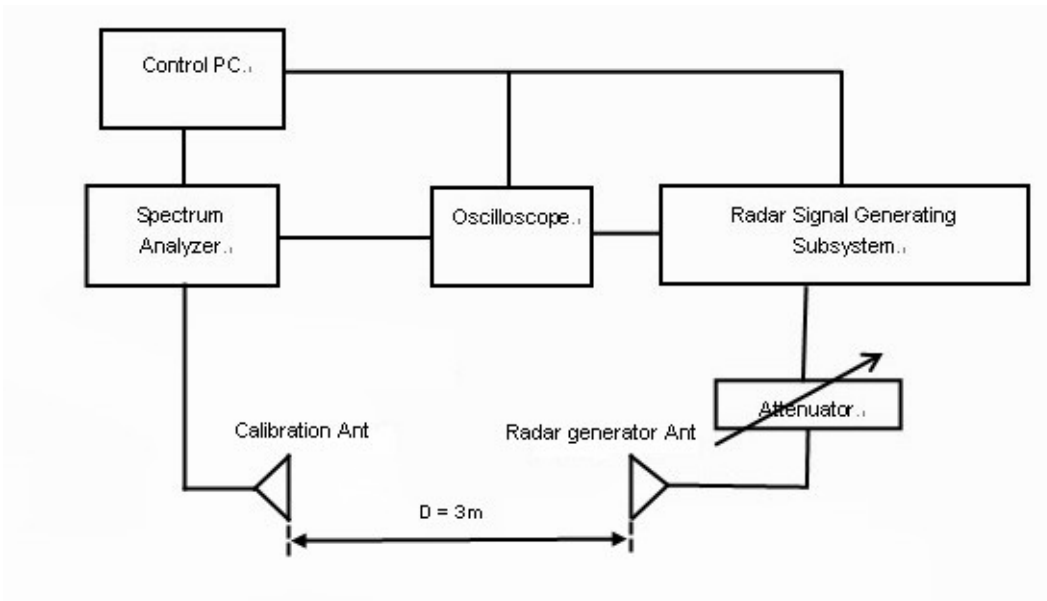 Control PC.
Spectrum
Analyzer.
Oscilloscope.
Radar Signal Generating
Subsystem.
Attenuator.
Calibration Ant
Radar generator Ant
D = 3m